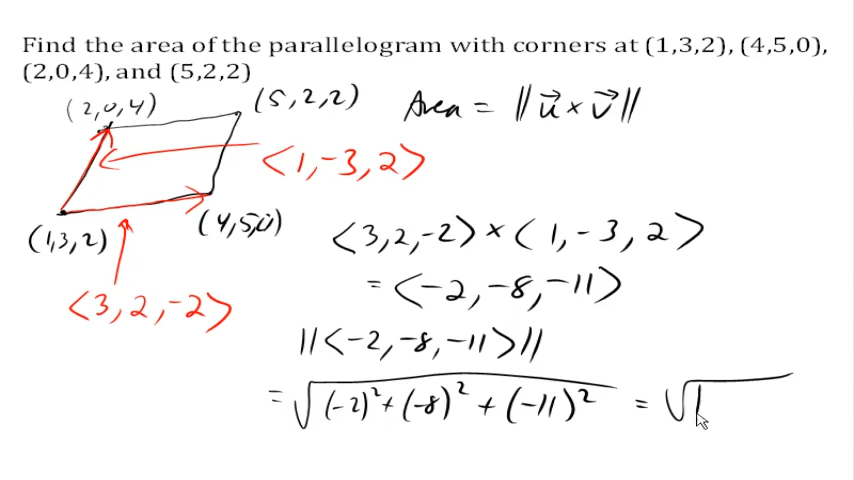 Find the area of the parallelogram with corners at (1,3,2), (4,5,0),
(2,0,4), and (5,2,2)
(2,0,4)
(5,2,2)
Area = ||u⃗ × v⃗||
<1,-3,2>
(1,3,2)
(4,5,0)
<3,2,-2> × <1,-3,2>
<3,2,-2>
= <-2,-8,-11>
||<-2,-8,-11>||
= √((-2)² + (-8)² + (-11)²) = √1